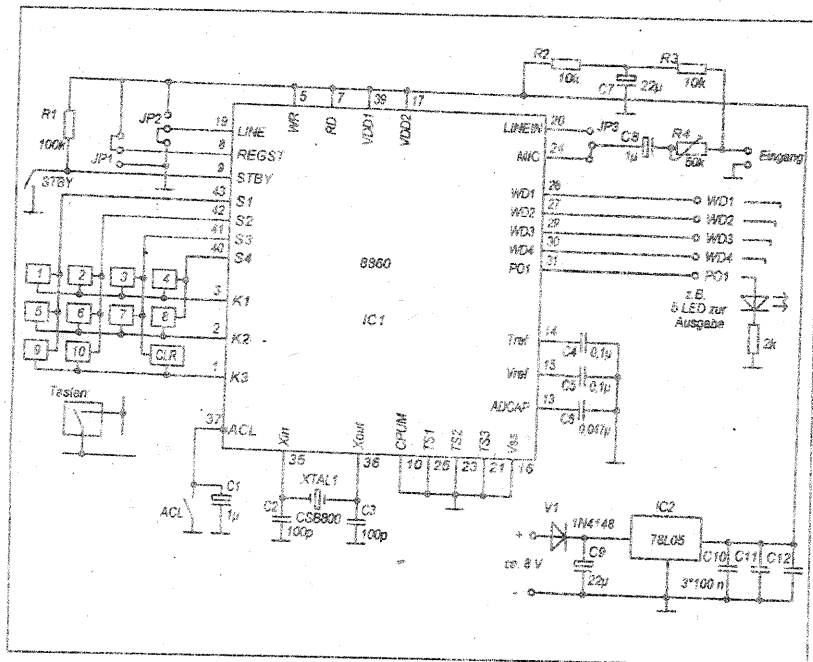 R2
10k
R3
10k
C7
22µ
5
7
39
17
WR
RD
VDD1
VDD2
R1
100k
JP2
JP1
STBY
19
LINE
8
REGST
9
STBY
43
S1
42
S2
41
S3
40
S4
3
K1
2
K2
1
K3
37
ACL
1
2
3
4
5
6
7
8
9
10
CLR
Tasten:
8860
IC1
LINEIN
20
MIC
24
JP3
C8
1µ
R4
50k
Eingang
WD1
26
WD1
WD2
27
WD2
WD3
29
WD3
WD4
30
WD4
PO1
31
PO1
z.B.
5 LED zur
Ausgabe
2k
Tref
14
C4
0,1µ
Vref
15
C5
0,1µ
ADCAP
13
C6
0,047µ
Xin
Xout
CPUM
TS1
TS2
TS3
Vss
35
36
10
25
23
21
16
XTAL1
CSB800
C1
1µ
ACL
C2
100p
C3
100p
V1
1N4148
IC2
78L05
+
ca. 8 V
-
C9
22µ
C10
C11
C12
3*100 n